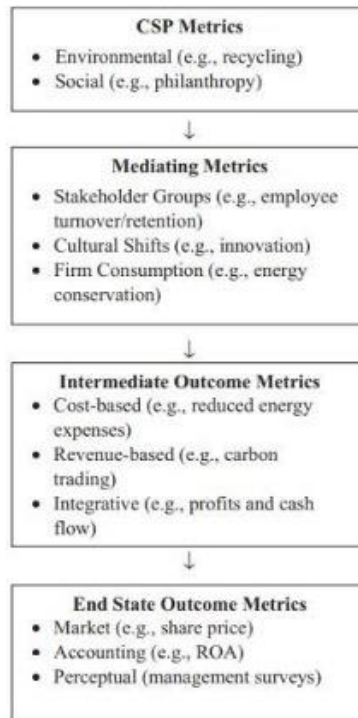 CSP Metrics
• Environmental (e.g., recycling)
• Social (e.g., philanthropy)
↓
Mediating Metrics
• Stakeholder Groups (e.g., employee
turnover/retention)
• Cultural Shifts (e.g., innovation)
• Firm Consumption (e.g., energy
conservation)
↓
Intermediate Outcome Metrics
• Cost-based (e.g., reduced energy
expenses)
• Revenue-based (e.g., carbon
trading)
• Integrative (e.g., profits and cash
flow)
↓
End State Outcome Metrics
• Market (e.g., share price)
• Accounting (e.g., ROA)
• Perceptual (management surveys)